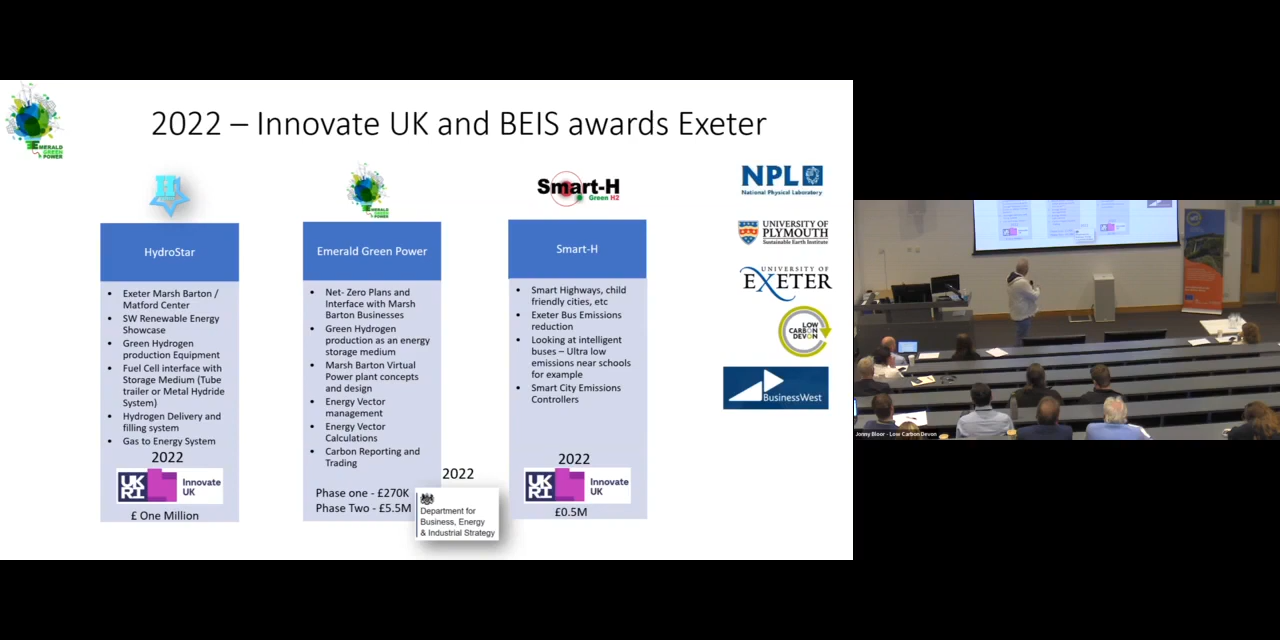 2022 – Innovate UK and BEIS awards Exeter
EMERALD
GREEN
POWER
HydroStar
Exeter Marsh Barton /
Matford Center
SW Renewable Energy
Showcase
Green Hydrogen
production Equipment
Fuel Cell interface with
Storage Medium (Tube
trailer or Metal Hydride
System)
Hydrogen Delivery and
filling system
Gas to Energy System
2022
UK
RI
Innovate
UK
£ One Million
Emerald Green Power
Net- Zero Plans and
Interface with Marsh
Barton Businesses
Green Hydrogen
production as an energy
storage medium
Marsh Barton Virtual
Power plant concepts
and design
Energy Vector
management
Energy Vector
Calculations
Carbon Reporting and
Trading
Phase one - £270K
Phase Two - £5.5M
2022
Department for
Business, Energy
& Industrial Strategy
Smart-H
Green H2
Smart-H
Smart Highways, child
friendly cities, etc
Exeter Bus Emissions
reduction
Looking at intelligent
buses – Ultra low
emissions near schools
for example
Smart City Emissions
Controllers
2022
UK
RI
Innovate
UK
£0.5M
NPL
National Physical Laboratory
UNIVERSITY OF
PLYMOUTH
Sustainable Earth Institute
UNIVERSITY OF
EXETER
LOW
CARBON
DEVON
BusinessWest
Jonny Bloor - Low Carbon Devon